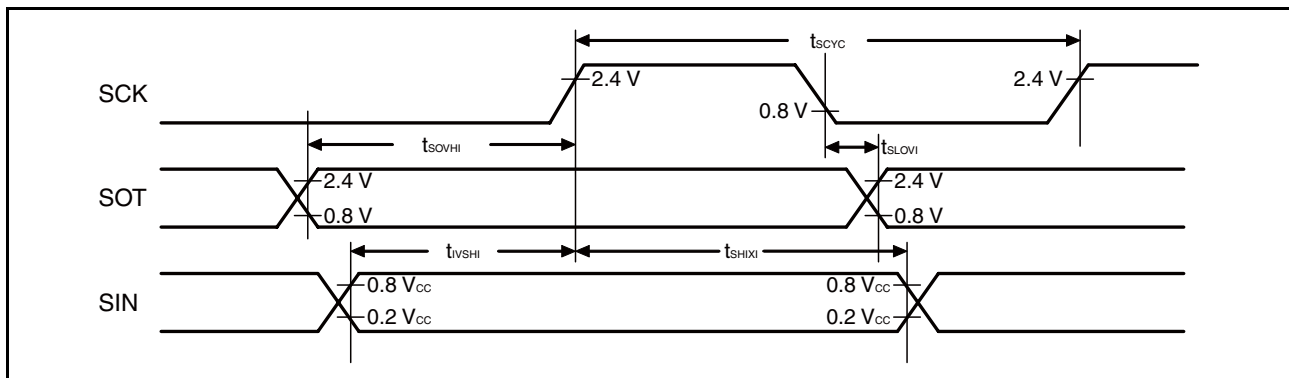 tSCYC
SCK
2.4 V
2.4 V
0.8 V
tSOVHI
tSLOVI
SOT
2.4 V
2.4 V
0.8 V
0.8 V
tIVSHI
tSHIXI
SIN
0.8 VCC
0.8 VCC
0.2 VCC
0.2 VCC